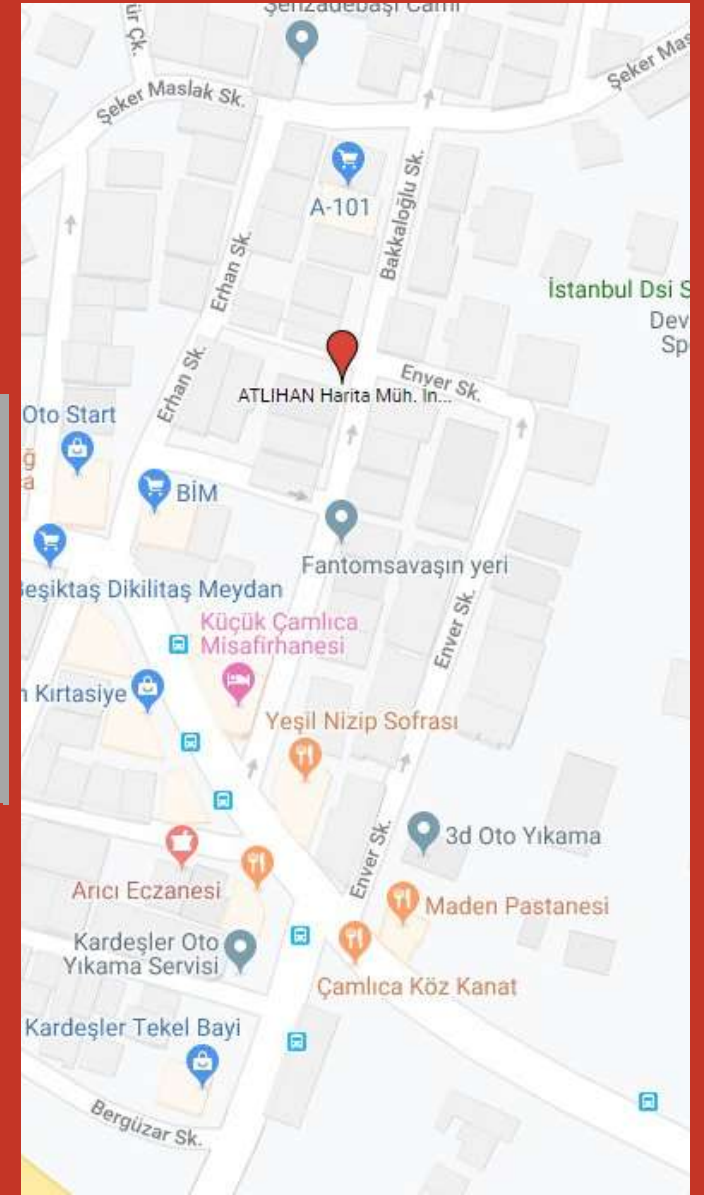 Şehzadebaşı Cami
ür Çk.
Şeker Maslak Sk.
Şeker Mas
A-101
Bakkaloğlu Sk.
Erhan Sk.
İstanbul Dsi S
Dev
Sp
Enver Sk.
Erhan Sk.
ATLIHAN Harita Müh. İn...
Oto Start
ğ
a
BİM
Fantomsavaşın yeri
Beşiktaş Dikilitaş Meydan
Küçük Çamlıca
Misafirhanesi
Enver Sk.
n Kırtasiye
Yeşil Nizip Sofrası
Enver Sk.
3d Oto Yıkama
Arıcı Eczanesi
Maden Pastanesi
Kardeşler Oto
Yıkama Servisi
Çamlıca Köz Kanat
Kardeşler Tekel Bayi
Bergüzar Sk.